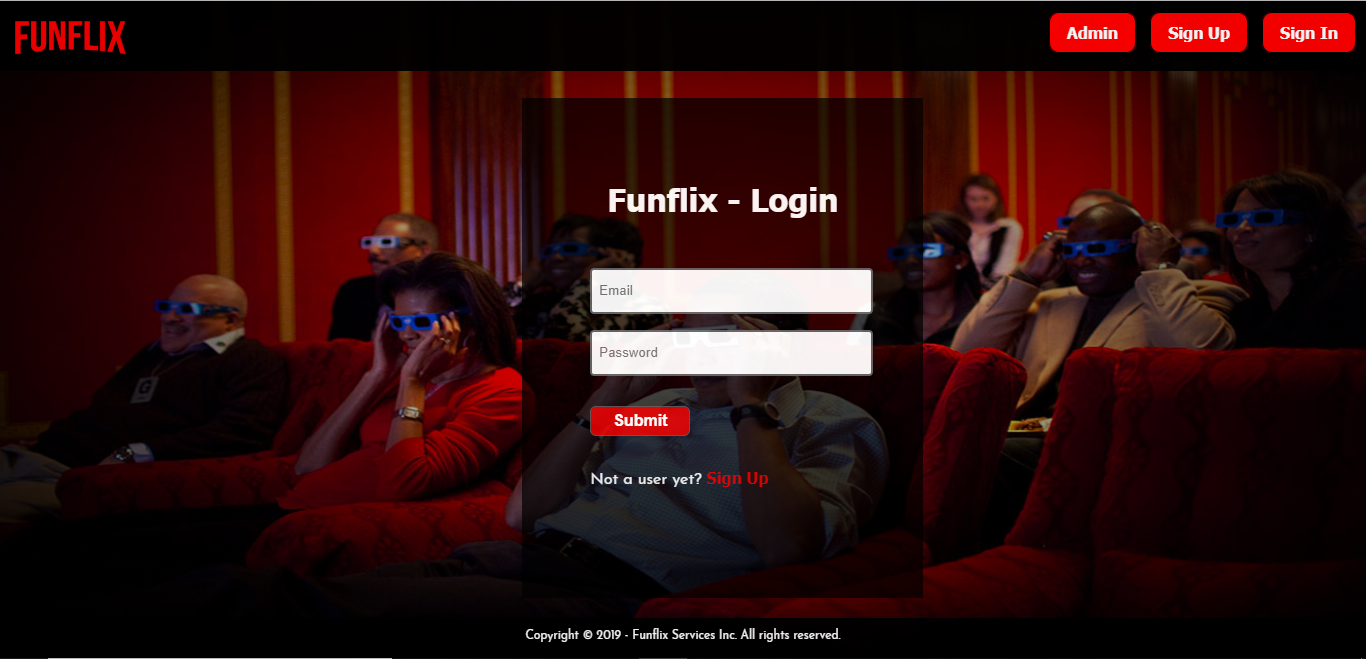 FUNFLIX
Admin Sign Up Sign In
Funflix - Login
Email
Password
Submit
Not a user yet? Sign Up
G
Copyright © 2019 - Funflix Services Inc. All rights reserved.